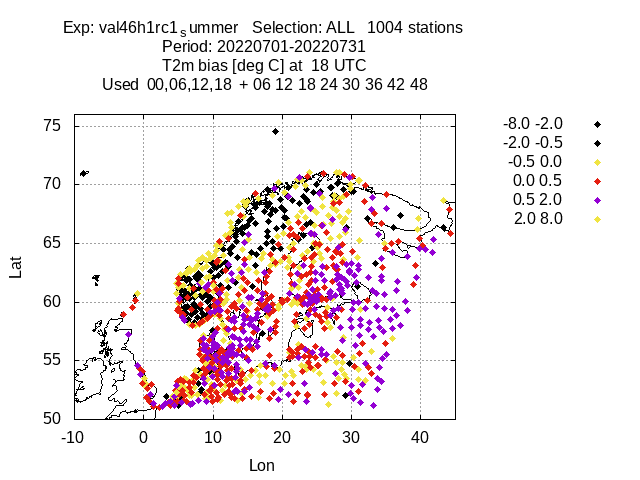 Exp: val46h1rc1summer Selection: ALL 1004 stations
Period: 20220701-20220731
T2m bias [deg C] at 18 UTC
Used 00,06,12,18 + 06 12 18 24 30 36 42 48
75
70
65
60
55
50
Lat
-10 0 10 20 30 40
Lon
-8.0 -2.0
-2.0 -0.5
-0.5 0.0
0.0 0.5
0.5 2.0
2.0 8.0